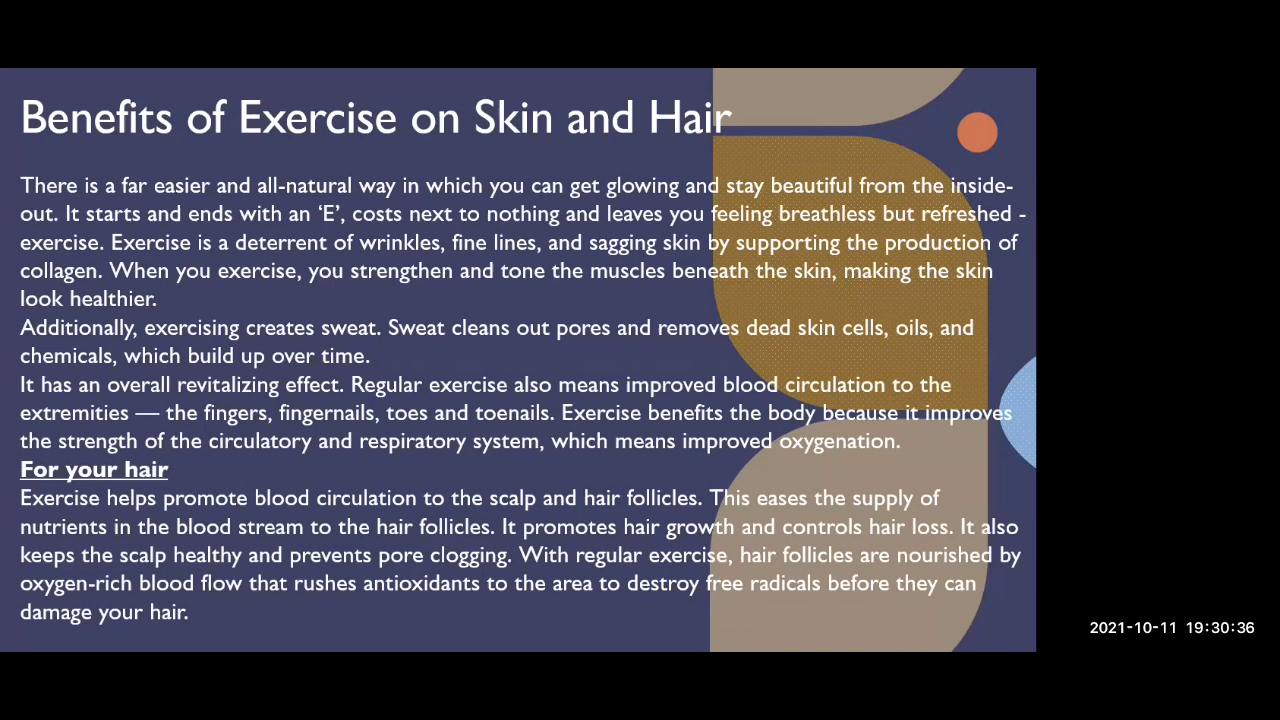 Benefits of Exercise on Skin and Hair
There is a far easier and all-natural way in which you can get glowing and stay beautiful from the inside-
out. It starts and ends with an ‘E’, costs next to nothing and leaves you feeling breathless but refreshed -
exercise. Exercise is a deterrent of wrinkles, fine lines, and sagging skin by supporting the production of
collagen. When you exercise, you strengthen and tone the muscles beneath the skin, making the skin
look healthier.
Additionally, exercising creates sweat. Sweat cleans out pores and removes dead skin cells, oils, and
chemicals, which build up over time.
It has an overall revitalizing effect. Regular exercise also means improved blood circulation to the
extremities — the fingers, fingernails, toes and toenails. Exercise benefits the body because it improves
the strength of the circulatory and respiratory system, which means improved oxygenation.
For your hair
Exercise helps promote blood circulation to the scalp and hair follicles. This eases the supply of
nutrients in the blood stream to the hair follicles. It promotes hair growth and controls hair loss. It also
keeps the scalp healthy and prevents pore clogging. With regular exercise, hair follicles are nourished by
oxygen-rich blood flow that rushes antioxidants to the area to destroy free radicals before they can
damage your hair.
2021-10-11 19:30:36